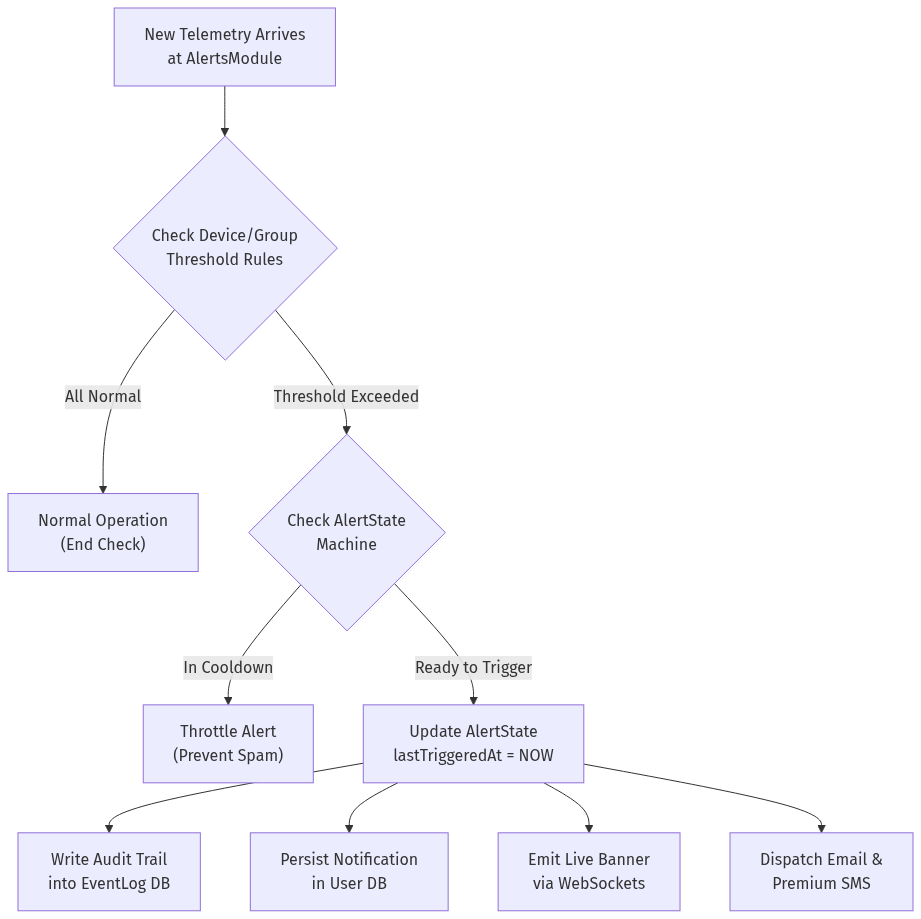 New Telemetry Arrives
at AlertsModule
Check Device/Group
Threshold Rules
All Normal
Threshold Exceeded
Normal Operation
(End Check)
Check AlertState
Machine
In Cooldown
Ready to Trigger
Throttle Alert
(Prevent Spam)
Update AlertState
lastTriggeredAt = NOW
Write Audit Trail
into EventLog DB
Persist Notification
in User DB
Emit Live Banner
via WebSockets
Dispatch Email &
Premium SMS